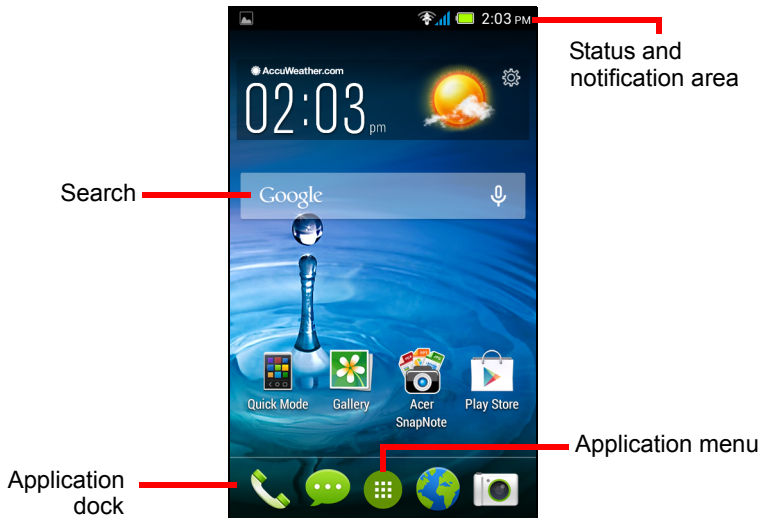 2:03 PM
Status and
notification area
AccuWeather.com
02:03 pm
Search
Google
Quick Mode
Gallery
Acer
SnapNote
Play Store
Application menu
Application
dock